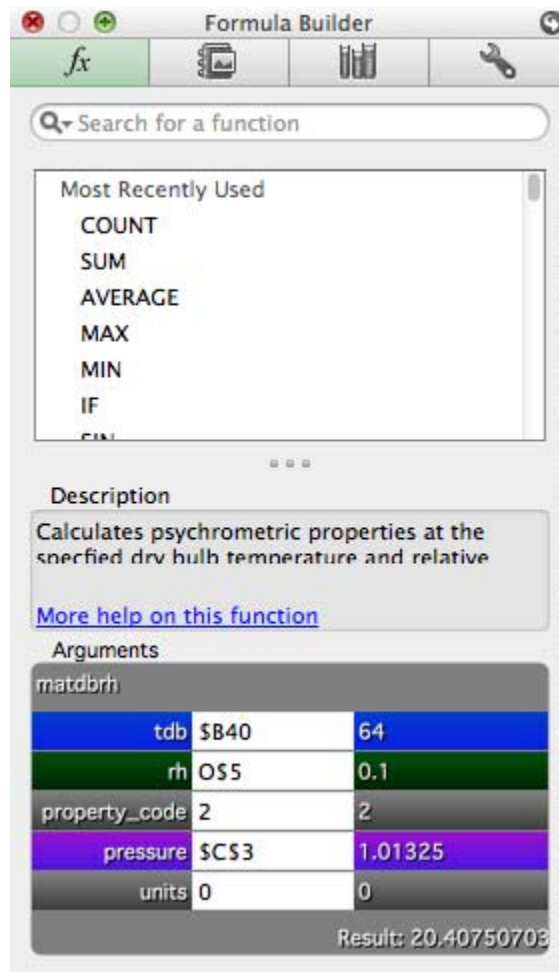 Formula Builder
fx
Search for a function
Most Recently Used
COUNT
SUM
AVERAGE
MAX
MIN
IF
SIN
Description
Calculates psychrometric properties at the
specfied dry bulb temperature and relative
More help on this function
Arguments
matdbrh
tdb $B40 64
rh O$5 0.1
property_code 2 2
pressure $C$3 1.01325
units 0 0
Result: 20.40750703